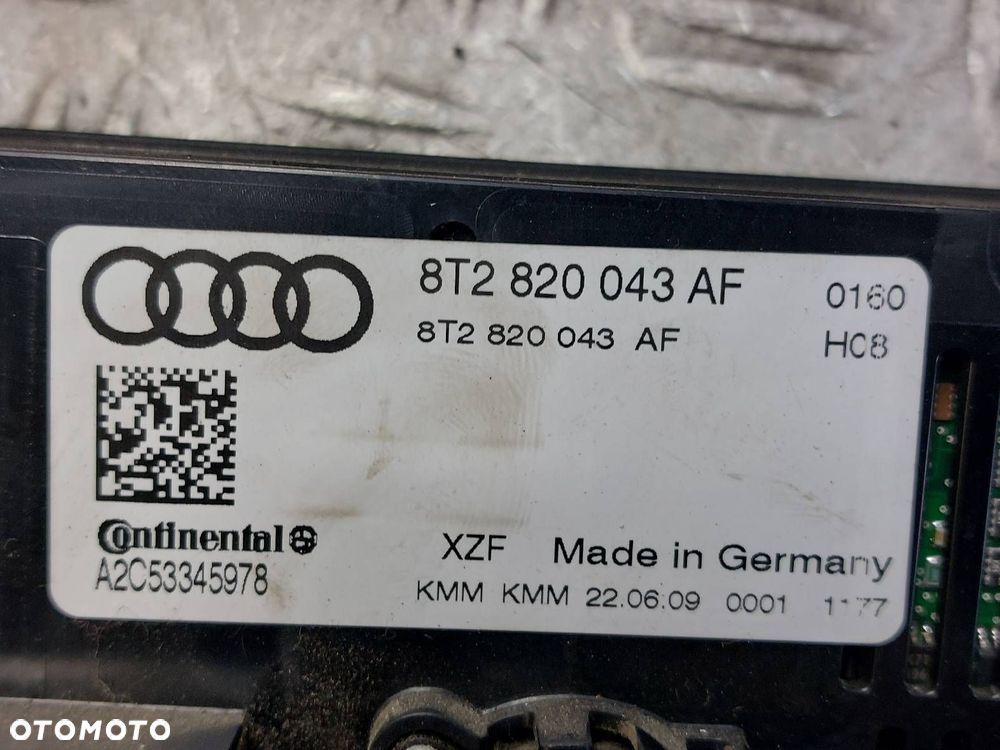 8T2 820 043 AF 0160
8T2 820 043 AF HC8
Continental
A2C53345978
XZF Made in Germany
KMM KMM 22.06.09 0001
OTOMOTO